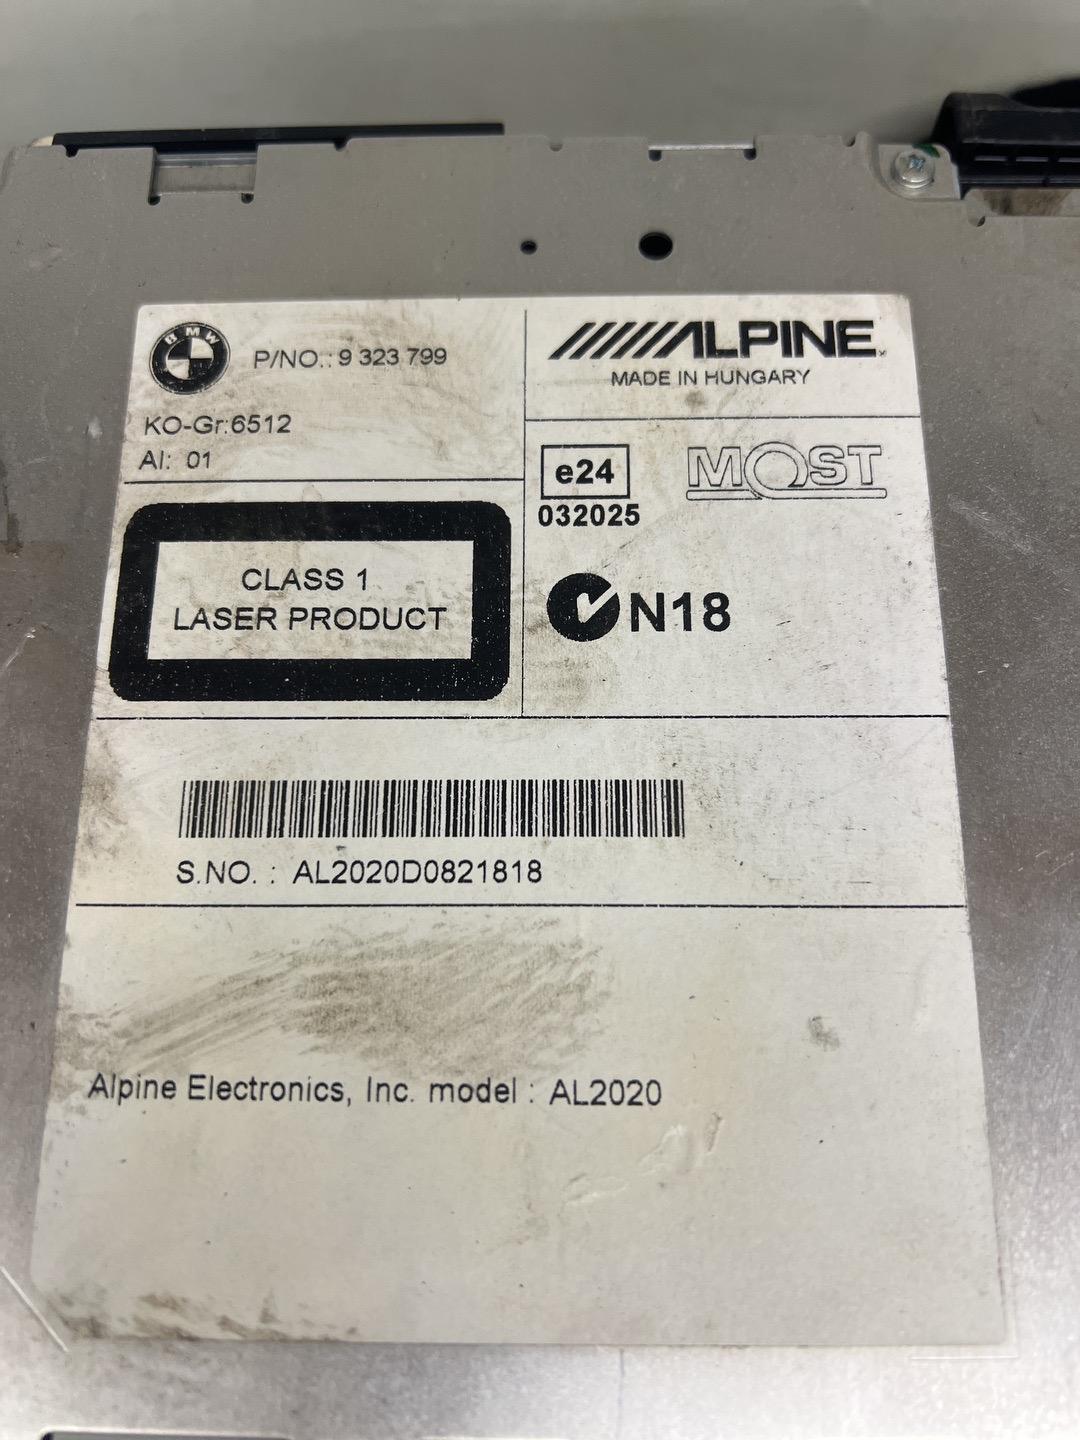 BMW
P/NO.: 9 323 799
KO-Gr:6512
AI: 01
ALPINE
MADE IN HUNGARY
e24
032025
MOST
N18
CLASS 1
LASER PRODUCT
S.NO. : AL2020D0821818
Alpine Electronics, Inc. model : AL2020